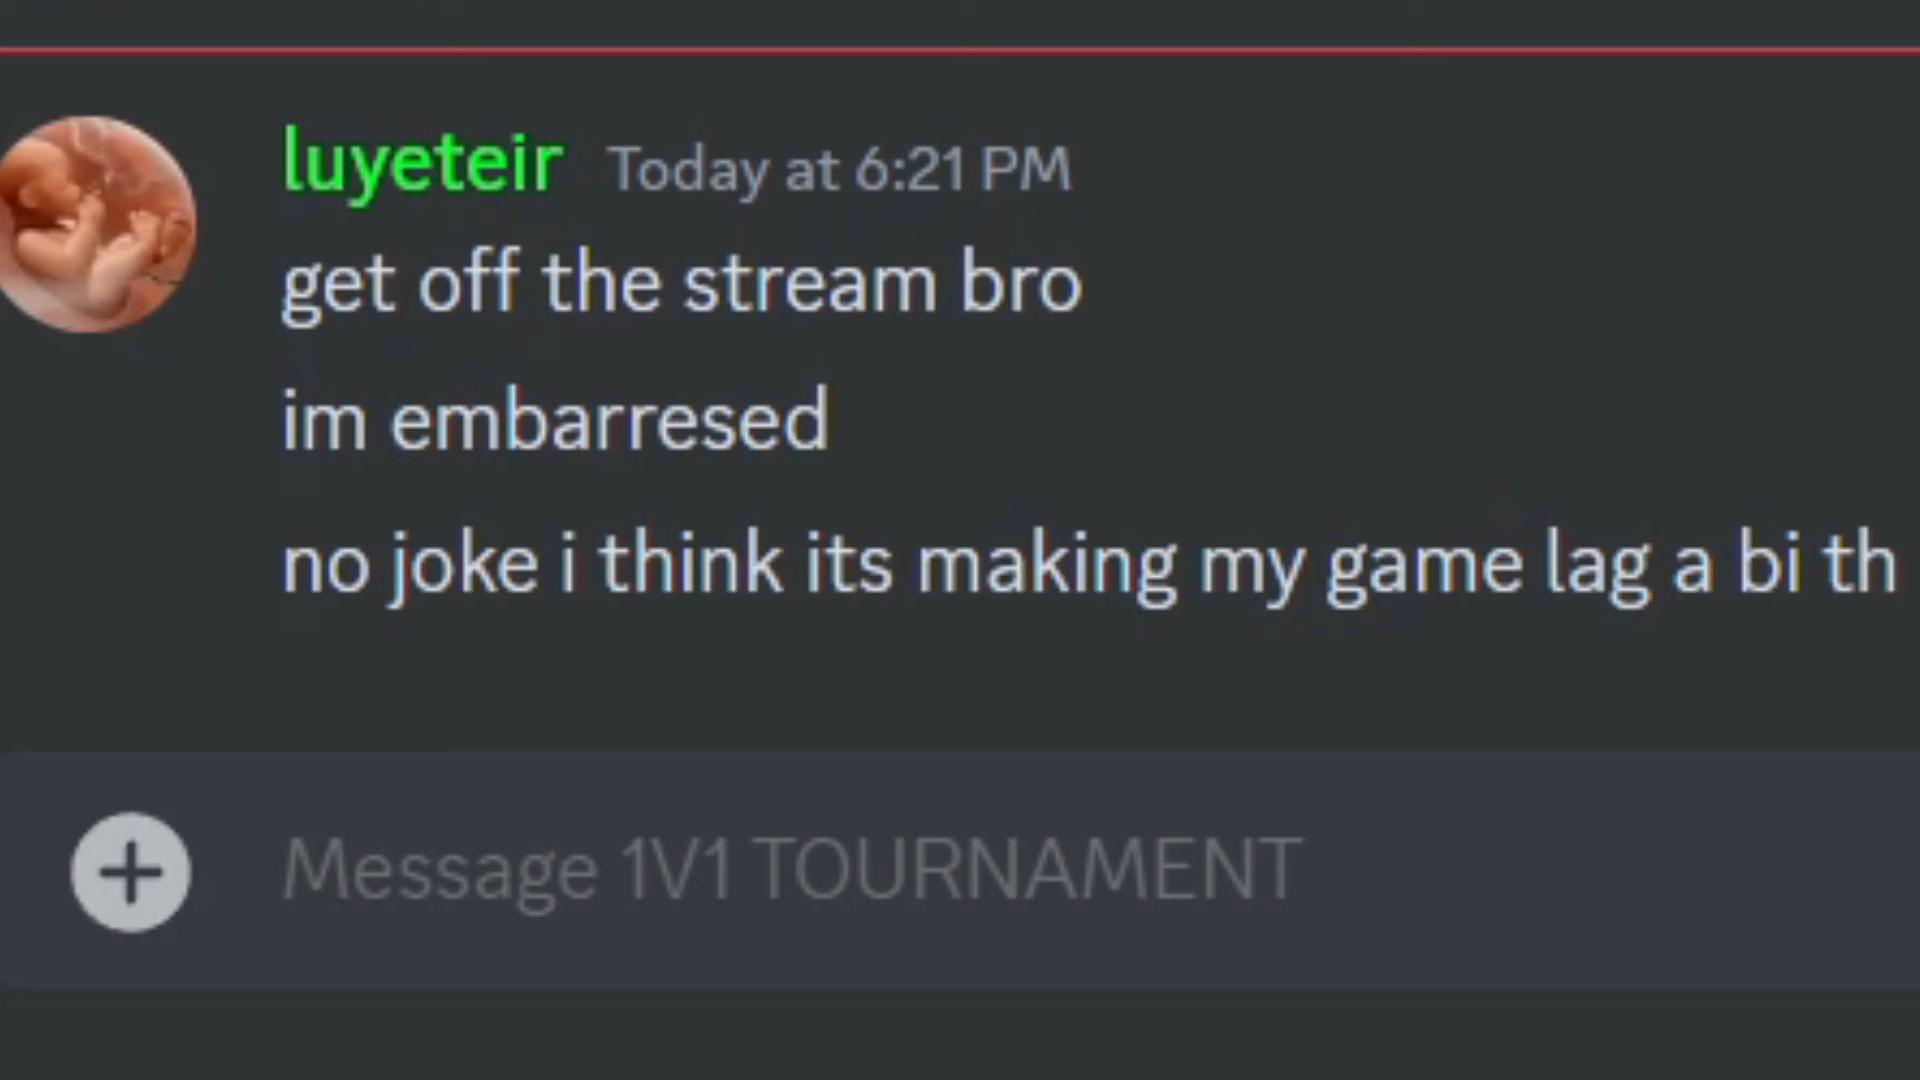 luyeteir Today at 6:21 PM
get off the stream bro
im embarresed
no joke i think its making my game lag a bi th
Message 1V1 TOURNAMENT